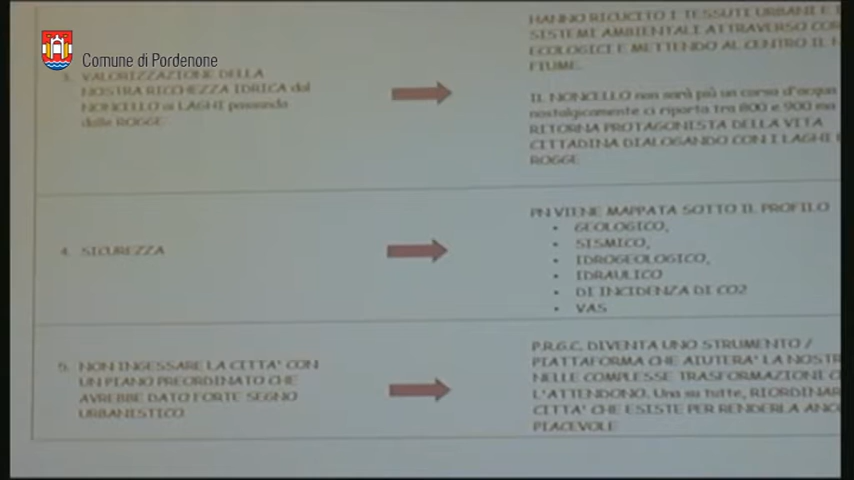 Comune di Pordenone
3. VALORIZZAZIONE DELLA
NOSTRA RICCHEZZA IDRICA dal
NONCELLO ai LAGHI passando
dalle ROGGE
HANNO RICUCITO I TESSUTI URBANI E I
SISTEMI AMBIENTALI ATTRAVERSO
ECOLOGICI E METTENDO AL CENTRO IL
FIUME.
IL NONCELLO non sarà più un corso d'acqua
nostalgicamente ci riporta tra 800 e 900 ma
RITORNA PROTAGONISTA DELLA VITA
CITTADINA DIALOGANDO CON I LAGHI
ROGGE
4. SICUREZZA
PN VIENE MAPPATA SOTTO IL PROFILO
• GEOLOGICO,
• SISMICO,
• IDROGEOLOGICO,
• IDRAULICO
• DI INCIDENZA DI CO2
• VAS
5. NON INGESSARE LA CITTA' CON
UN PIANO PREORDINATO CHE
AVREBBE DATO FORTE SEGNO
URBANISTICO
P.R.G.C. DIVENTA UNO STRUMENTO /
PIATTAFORMA CHE AIUTERA' LA NOSTR
NELLE COMPLESSE TRASFORMAZIONI
L'ATTENDONO. Una su tutte, RIORDINAR
CITTA' CHE ESISTE PER RENDERLA ANC
PIACEVOLE